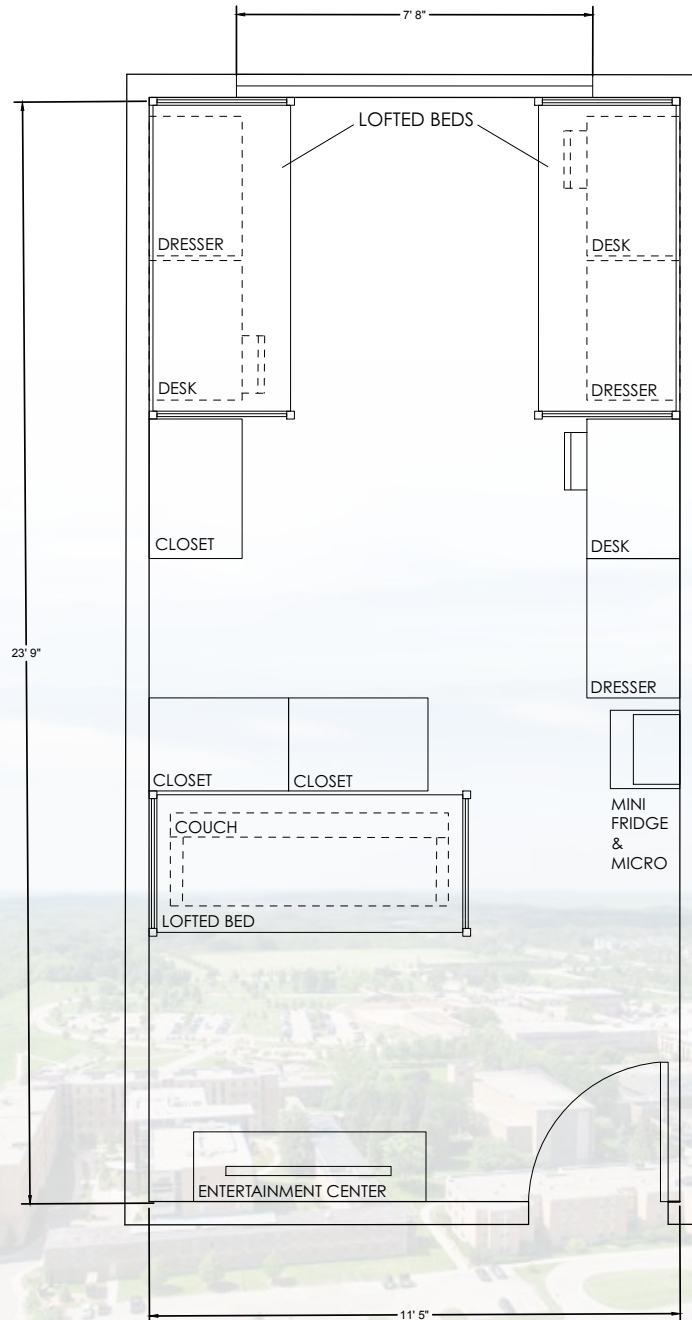 7' 8"
LOFTED BEDS
DRESSER
DESK
DESK
DRESSER
CLOSET
DESK
23' 9"
DRESSER
CLOSET
CLOSET
MINI
FRIDGE
&
MICRO
COUCH
LOFTED BED
ENTERTAINMENT CENTER
11' 5"